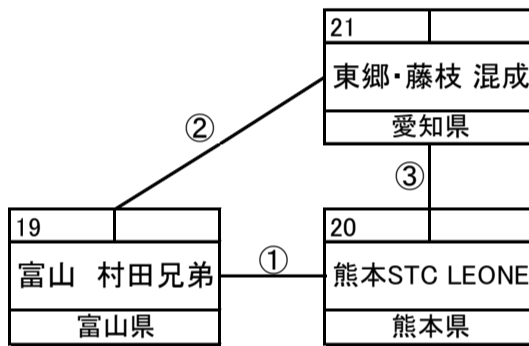 21
東郷・藤枝 混成
愛知県
②
③
19
富山　村田兄弟
富山県
①
20
熊本STC LEONE
熊本県